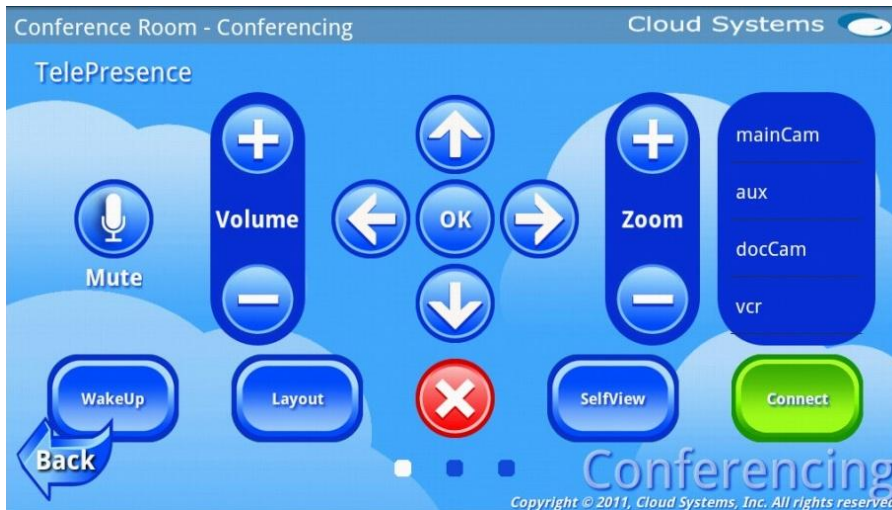 Conference Room - Conferencing
Cloud Systems
TelePresence
mainCam
aux
Volume
OK
Zoom
docCam
Mute
vcr
WakeUp
Layout
SelfView
Connect
Back
Conferencing
Copyright © 2011, Cloud Systems, Inc. All rights reserved